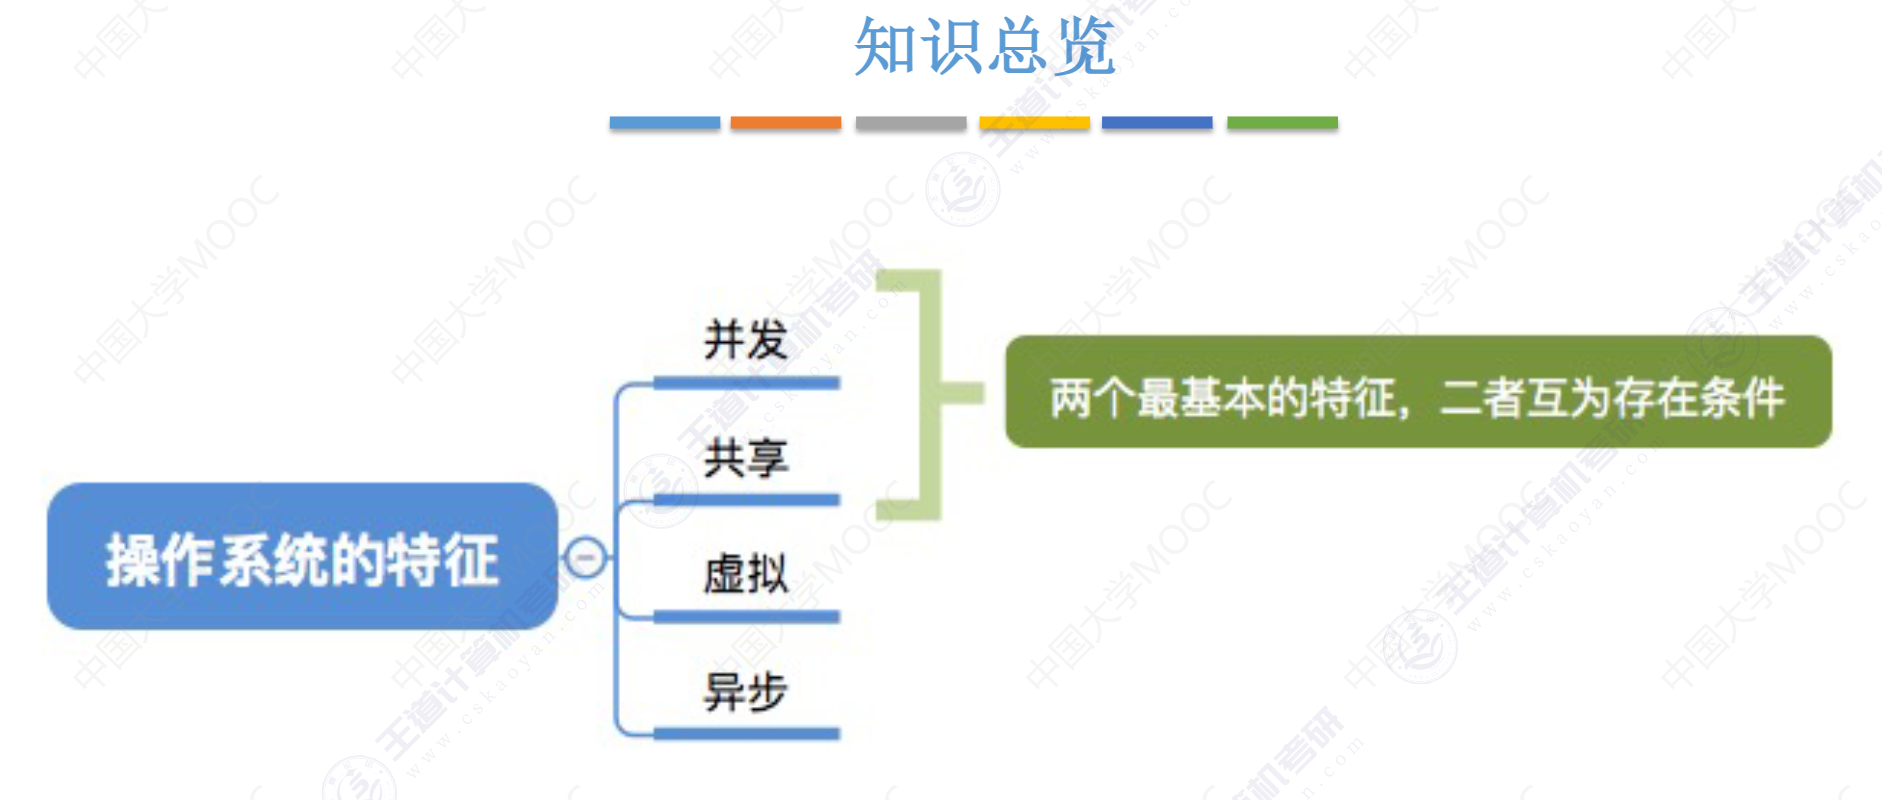 知识总览
并发
共享
虚拟
异步
操作系统的特征
两个最基本的特征，二者互为存在条件
中国大学MOOC
王道计算机考研
www.cskaoyan.com